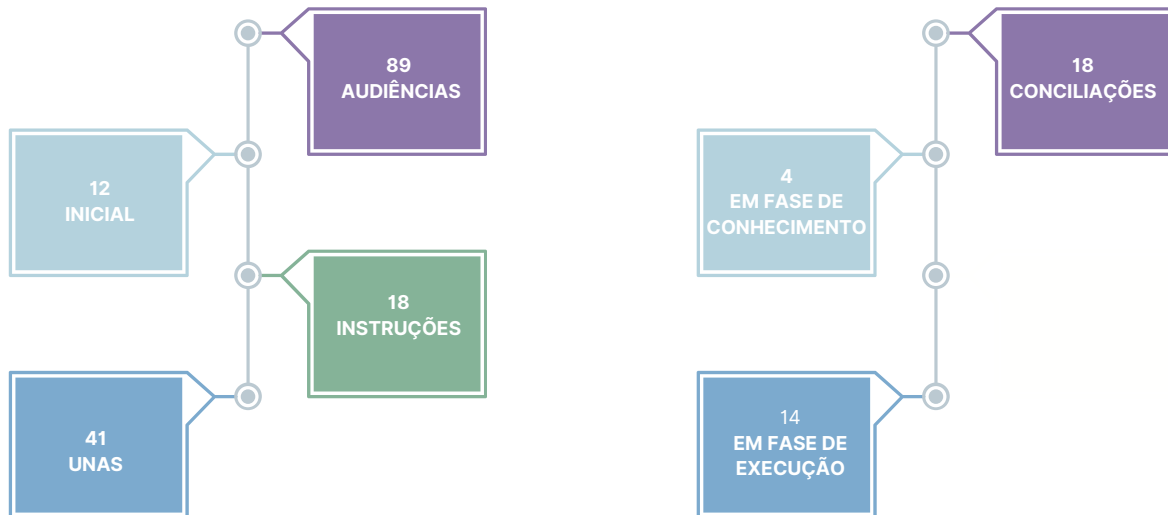 89
AUDIÊNCIAS
12
INICIAL
18
INSTRUÇÕES
41
UNAS
18
CONCILIAÇÕES
4
EM FASE DE
CONHECIMENTO
14
EM FASE DE
EXECUÇÃO